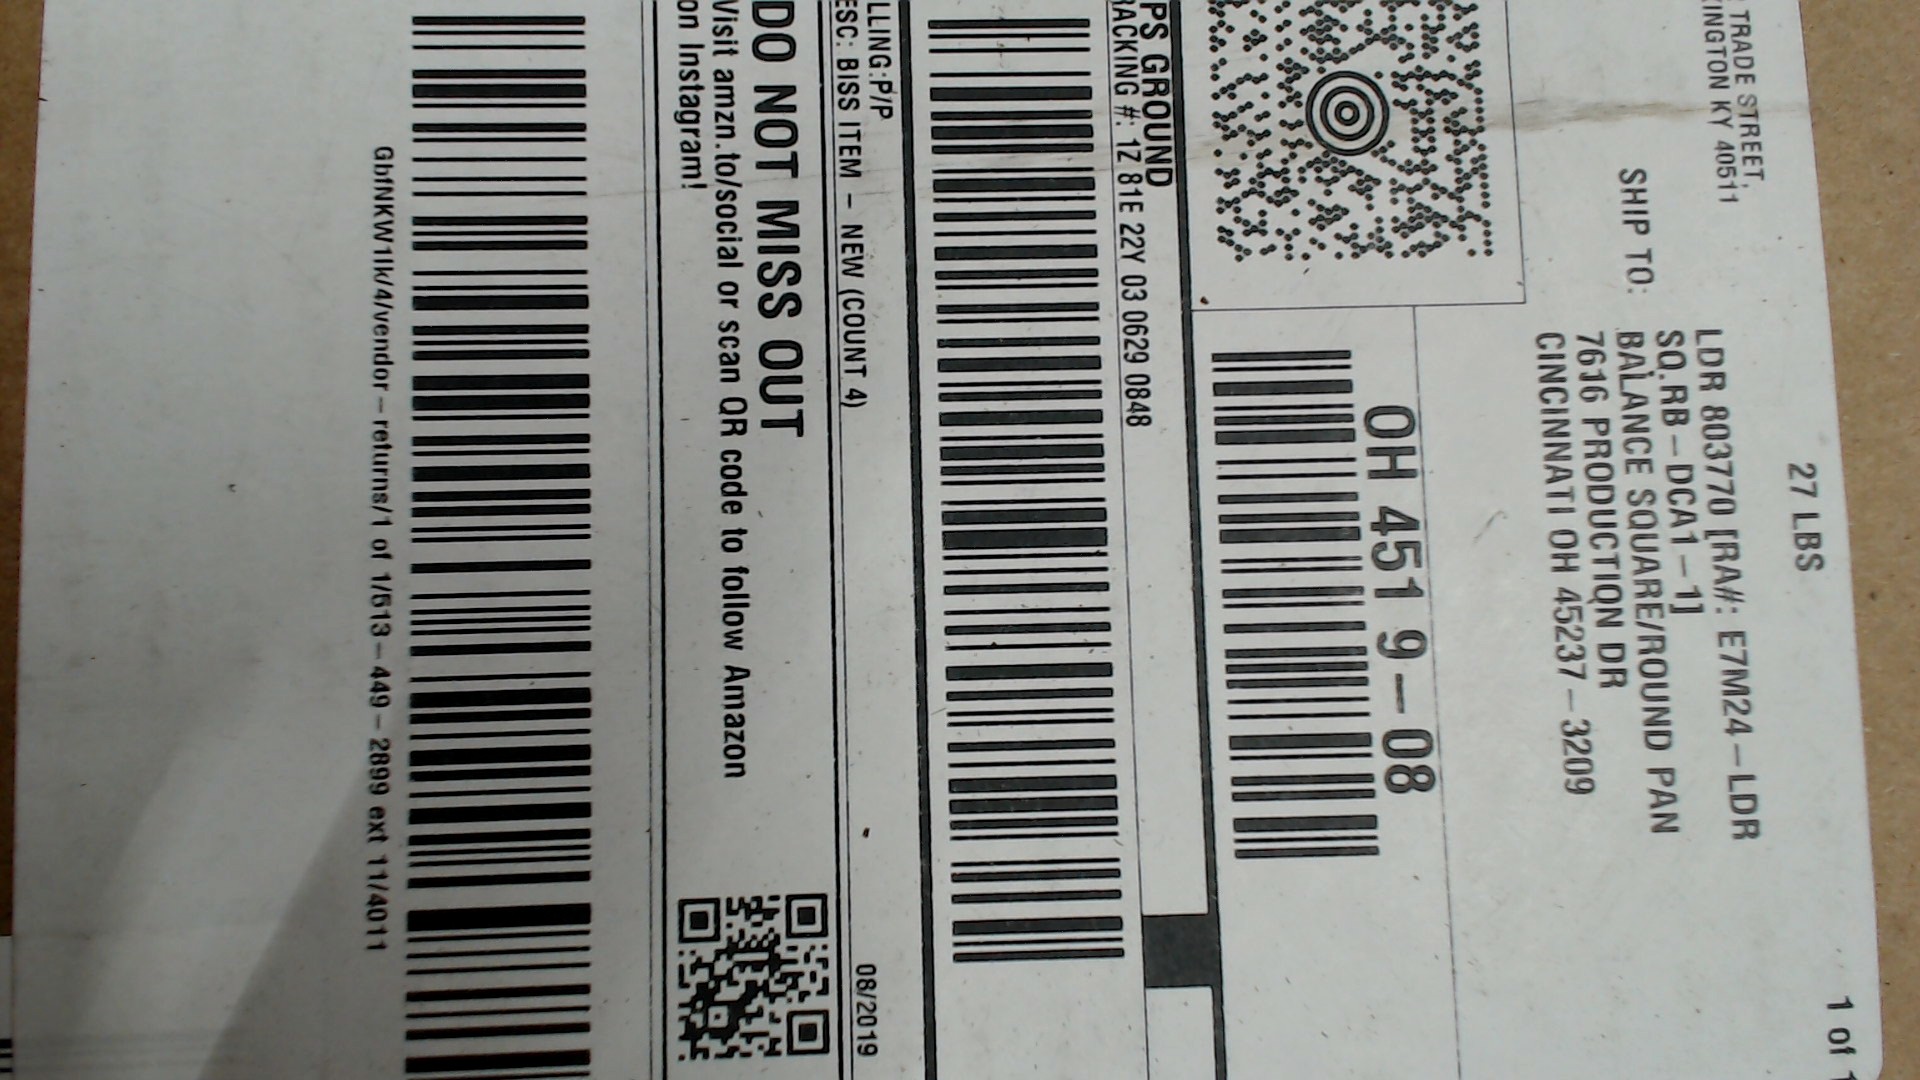 TRADE STREET,
INGTON KY 40511
27 LBS
1 of 1
SHIP TO:
LDR 803770 [RA#: E7M24-LDR
SQ.RB-DCA1-1]
BALANCE SQUARE/ROUND PAN
7616 PRODUCTION DR
CINCINNATI OH 45237-3209
OH 451 9-08
PS GROUND
ACKING #: 1Z 81E 22Y 03 0629 0848
LLING:P/P
ESC: BISS ITEM - NEW (COUNT 4)
08/2019
DO NOT MISS OUT
Visit amzn.to/social or scan QR code to follow Amazon
on Instagram!
GbfNKW1lk/4/vendor-returns/1 of 1/513-449-2899 ext 11/4011